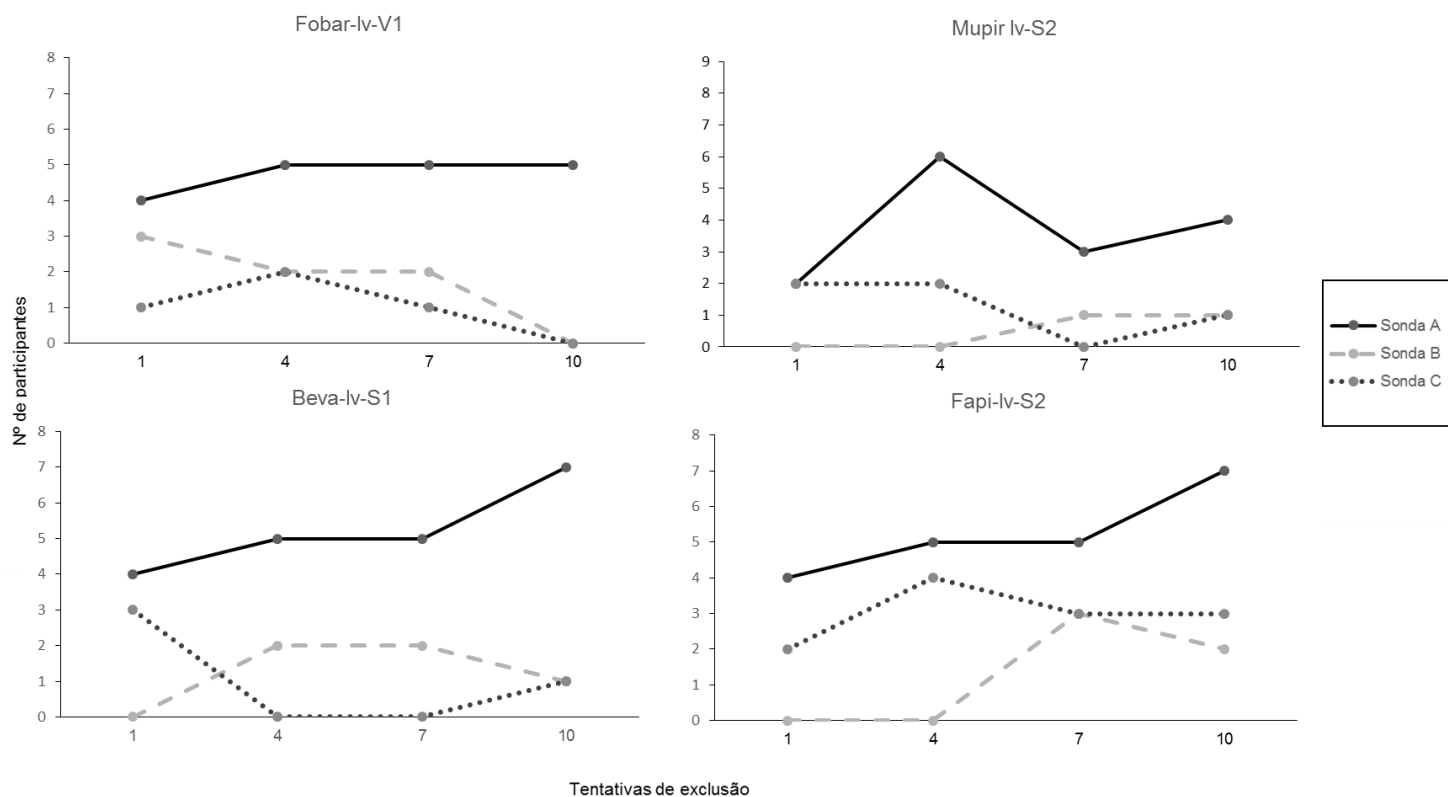 Fobar-lv-V1
8
7
6
5
4
3
2
1
0
1 4 7 10
Mupir lv-S2
9
8
7
6
5
4
3
2
1
0
1 4 7 10
Nº de participantes
Sonda A
Sonda B
Sonda C
Beva-lv-S1
8
7
6
5
4
3
2
1
0
1 4 7 10
Fapi-lv-S2
8
7
6
5
4
3
2
1
0
1 4 7 10
Tentativas de exclusão